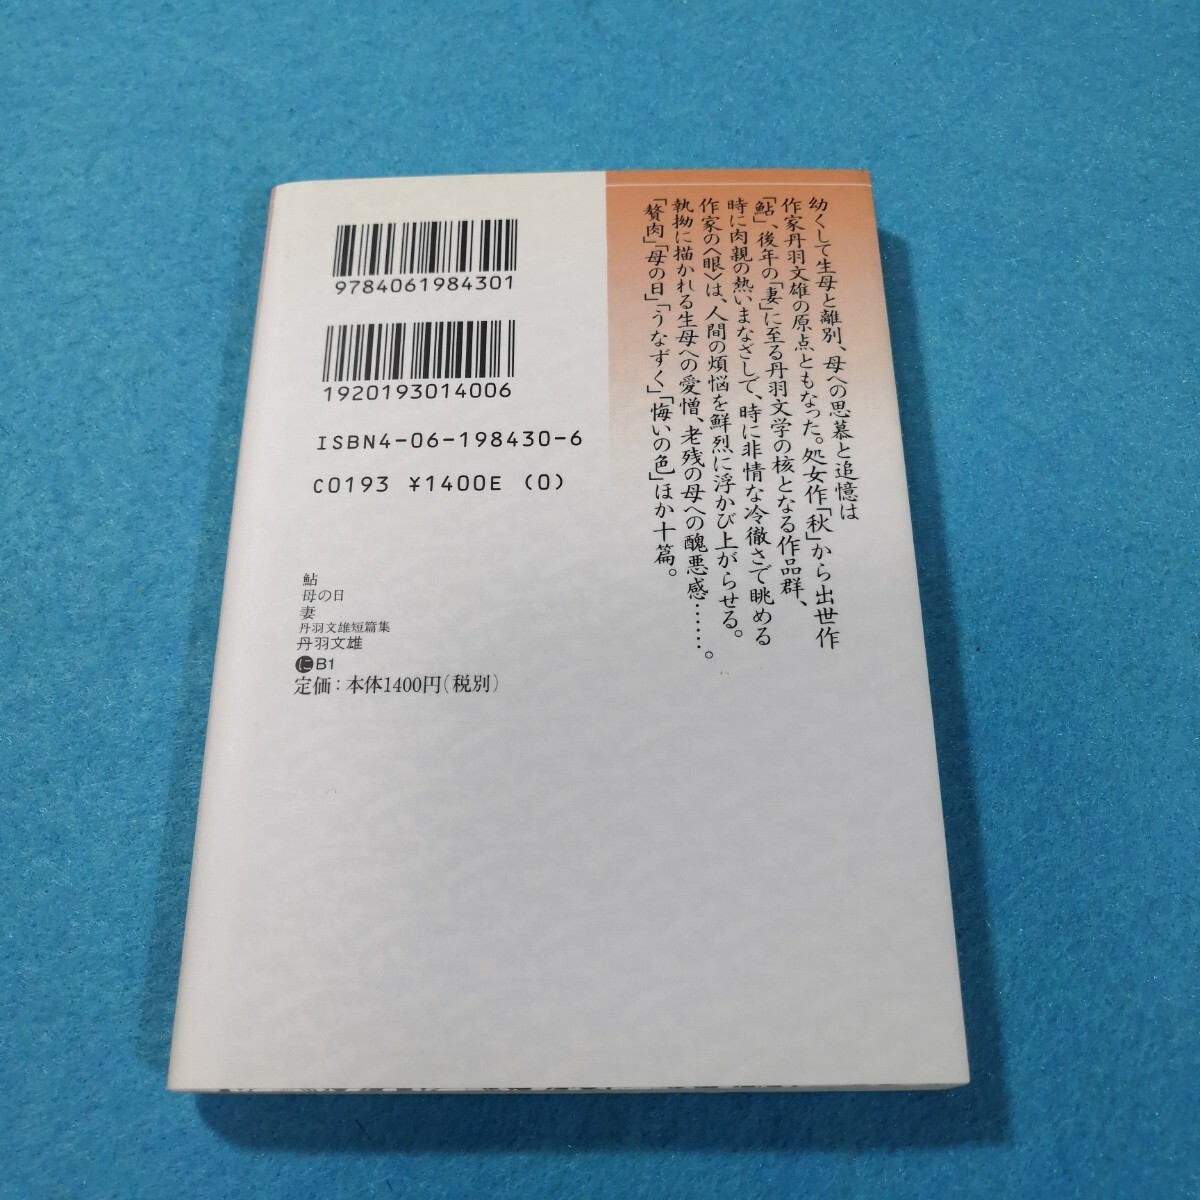 幼くして生母と離別、母への思慕と追憶は
作家丹羽文雄の原点ともなった。処女作「秋」から出世作
「鮎」、後年の「妻」に至る丹羽文学の核となる作品群、
時に肉親の熱いまなざしで、時に非情な冷徹さで眺める
作家の〈眼〉は、人間の煩悩を鮮烈に浮かび上がらせる。
執拗に描かれる生母への愛憎、老残の母への醜悪感……。
「贅肉」「母の日」「うなずく」「悔いの色」ほか十篇。
9784061984301
1920193014006
ISBN4-06-198430-6
C0193 ¥1400E (0)
鮎
母の日
妻
丹羽文雄短篇集
丹羽文雄
にB1
定価:本体1400円(税別)